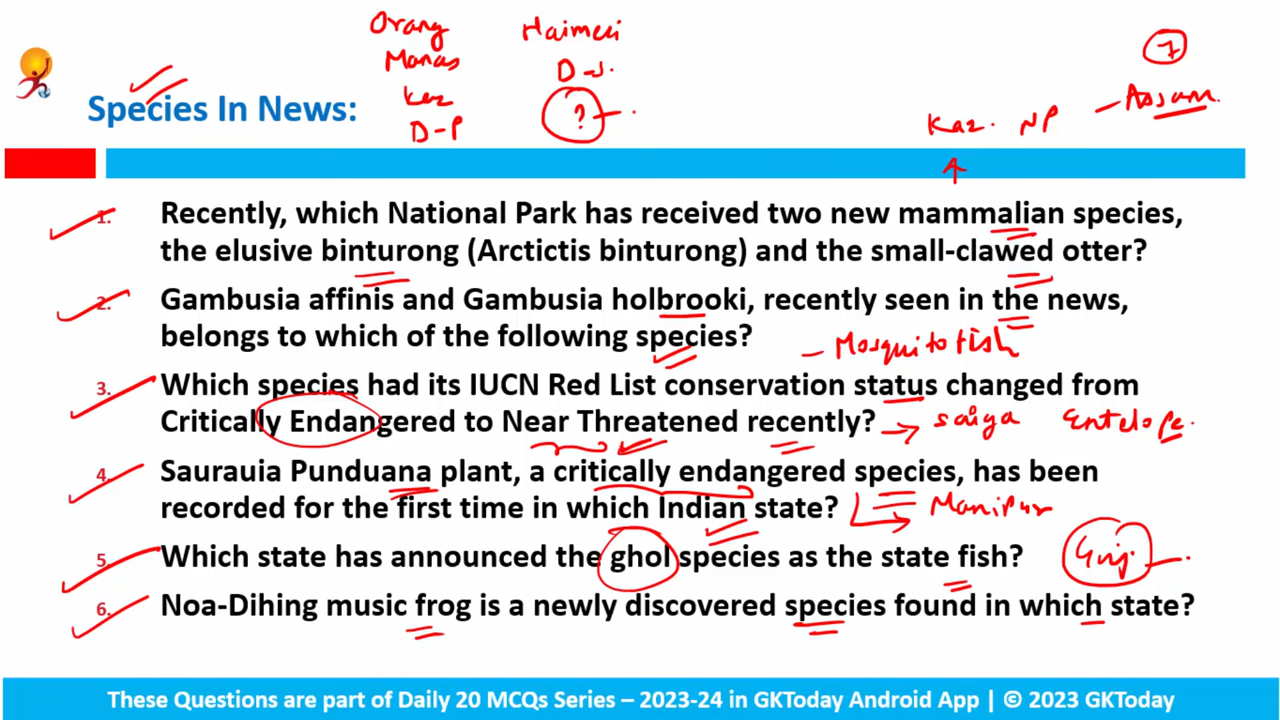 Orang
Haimeri
7
Manas
D-J.
Kaz
?
Assam
D-P
Kaz. NP
Species In News:
1. Recently, which National Park has received two new mammalian species,
the elusive binturong (Arctictis binturong) and the small-clawed otter?
2. Gambusia affinis and Gambusia holbrooki, recently seen in the news,
belongs to which of the following species?
- Mosquito fish
3. Which species had its IUCN Red List conservation status changed from
Critically Endangered to Near Threatened recently? → saiga Entelope.
4. Saurauia Punduana plant, a critically endangered species, has been
recorded for the first time in which Indian state? Manipur
5. Which state has announced the ghol species as the state fish? Guj.
6. Noa-Dihing music frog is a newly discovered species found in which state?
These Questions are part of Daily 20 MCQs Series – 2023-24 in GKToday Android App | © 2023 GKToday